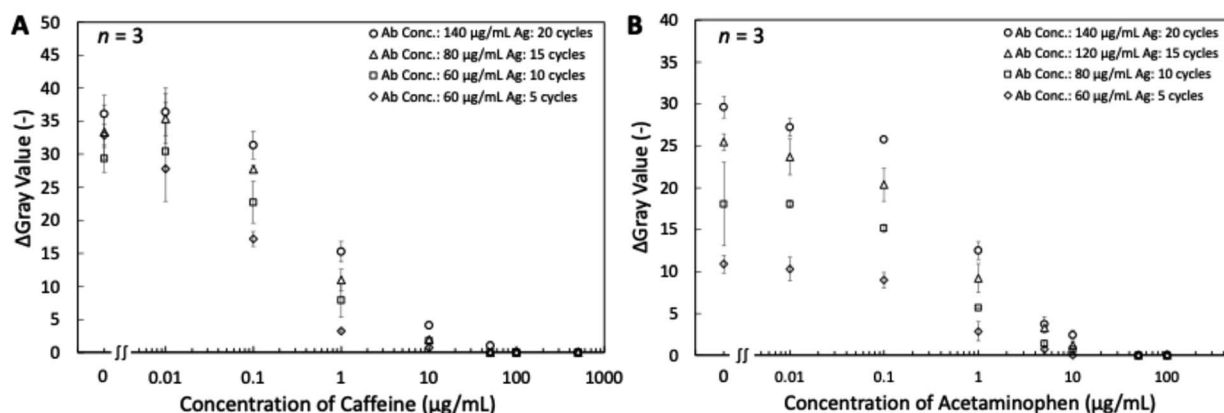 A
n = 3
Ab Conc.: 140 µg/mL Ag: 20 cycles
Ab Conc.: 80 µg/mL Ag: 15 cycles
Ab Conc.: 60 µg/mL Ag: 10 cycles
Ab Conc.: 60 µg/mL Ag: 5 cycles
ΔGray Value (-)
50
45
40
35
30
25
20
15
10
5
0
0 0.01 0.1 1 10 100 1000
Concentration of Caffeine (µg/mL)
B
n = 3
Ab Conc.: 140 µg/mL Ag: 20 cycles
Ab Conc.: 120 µg/mL Ag: 15 cycles
Ab Conc.: 80 µg/mL Ag: 10 cycles
Ab Conc.: 60 µg/mL Ag: 5 cycles
ΔGray Value (-)
40
35
30
25
20
15
10
5
0
0 0.01 0.1 1 10 100
Concentration of Acetaminophen (µg/mL)